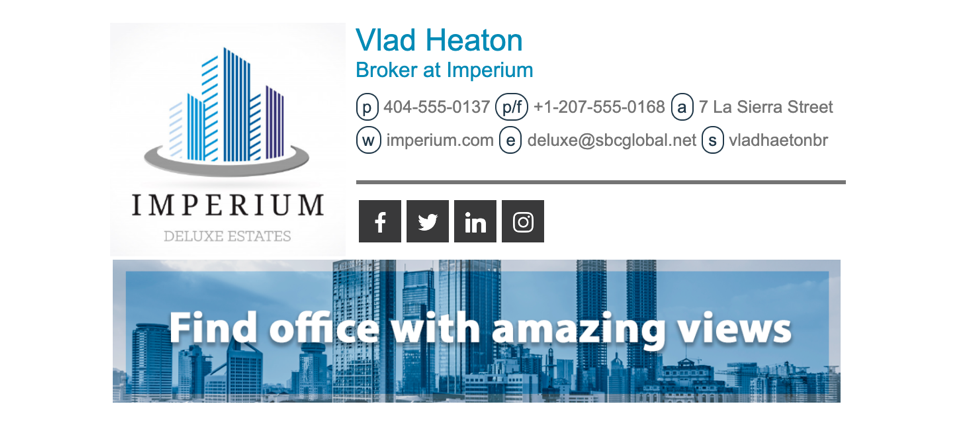 Vlad Heaton
Broker at Imperium
p 404-555-0137 p/f +1-207-555-0168 a 7 La Sierra Street
w imperium.com e deluxe@sbcglobal.net s vladhaetonbr
IMPERIUM
DELUXE ESTATES
f in
Find office with amazing views